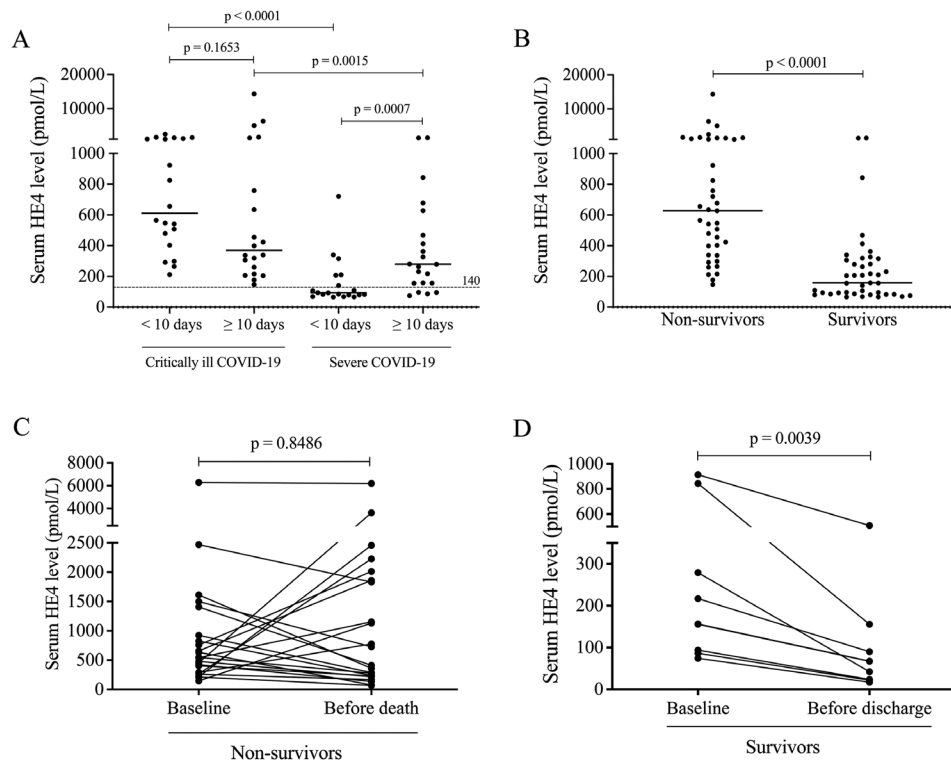 A
p < 0.0001
p = 0.1653
p = 0.0015
p = 0.0007
Serum HE4 level (pmol/L)
20000
10000
1000
800
600
400
200
0
140
< 10 days
≥ 10 days
< 10 days
≥ 10 days
Critically ill COVID-19
Severe COVID-19
B
p < 0.0001
Serum HE4 level (pmol/L)
20000
10000
1000
800
600
400
200
0
Non-survivors
Survivors
C
p = 0.8486
Serum HE4 level (pmol/L)
8000
6000
4000
2500
2000
1500
1000
500
0
Baseline
Before death
Non-survivors
D
p = 0.0039
Serum HE4 level (pmol/L)
1000
900
800
700
600
300
200
100
0
Baseline
Before discharge
Survivors